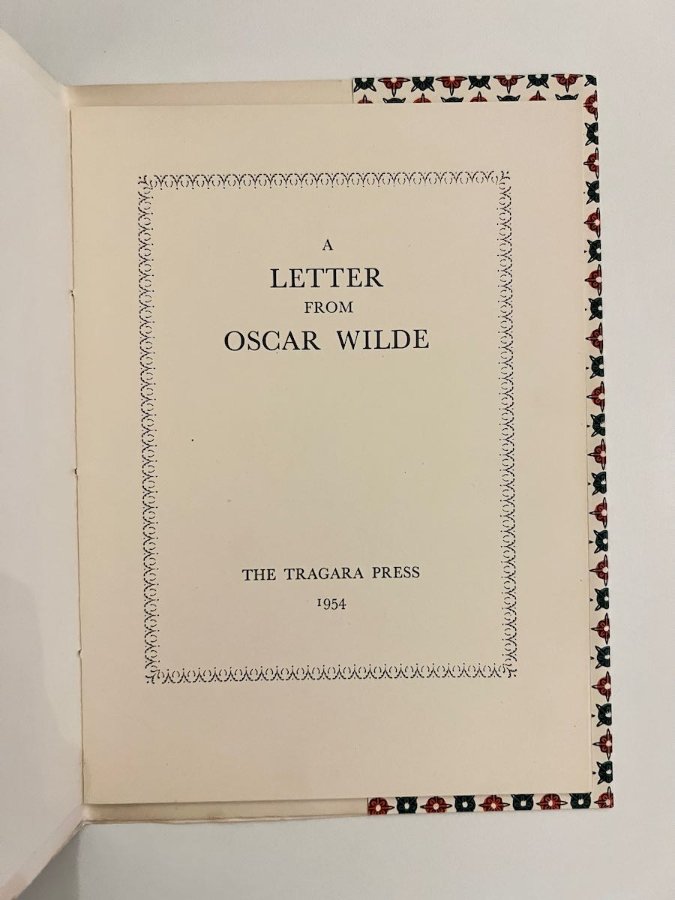 A
LETTER
FROM
OSCAR WILDE
THE TRAGARA PRESS
1954